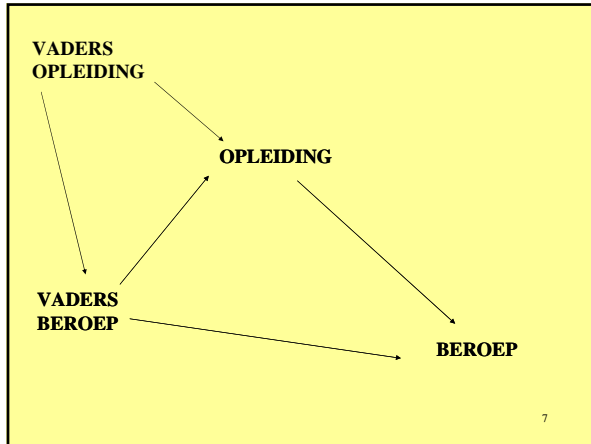 VADERS
OPLEIDING
OPLEIDING
VADERS
BEROEP
BEROEP
7